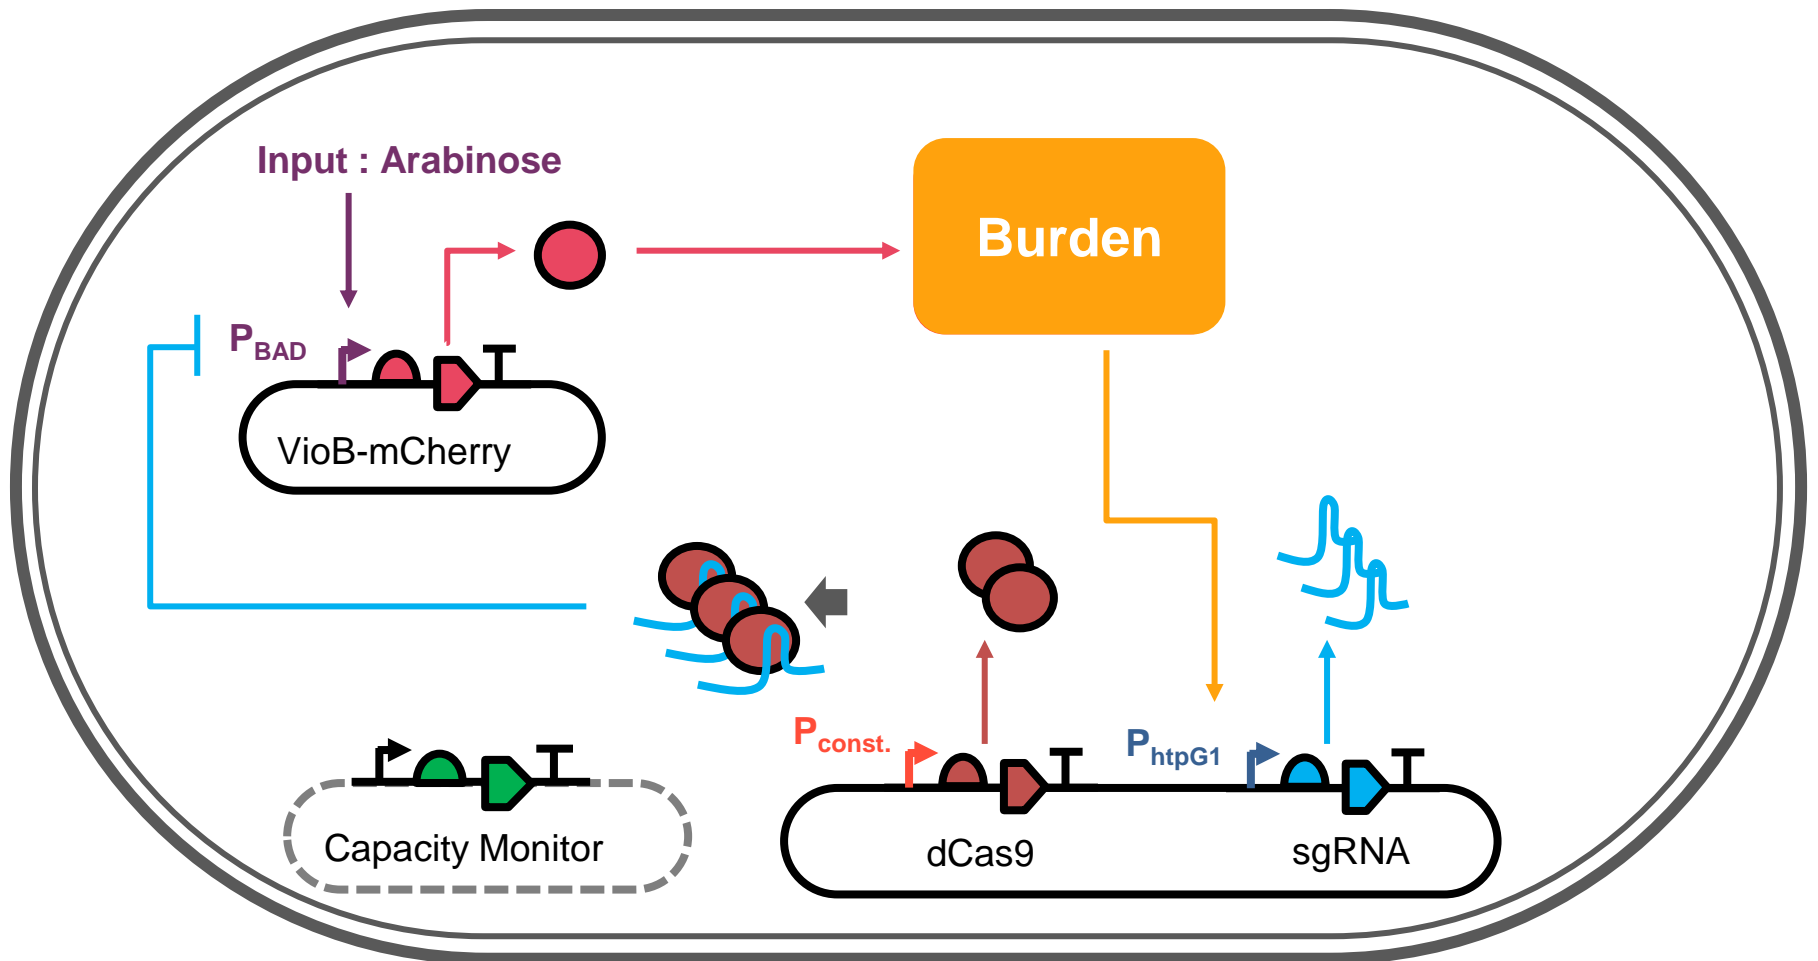 Input : Arabinose
Burden
PBAD
VioB-mCherry
Pconst.
PhtpG1
Capacity Monitor
dCas9
sgRNA